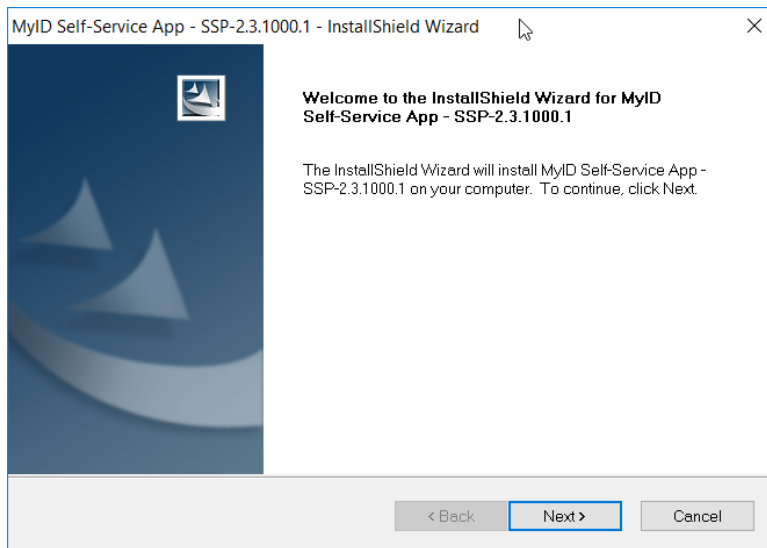 MyID Self-Service App - SSP-2.3.1000.1 - InstallShield Wizard
Welcome to the InstallShield Wizard for MyID
Self-Service App - SSP-2.3.1000.1
The InstallShield Wizard will install MyID Self-Service App -
SSP-2.3.1000.1 on your computer. To continue, click Next.
< Back
Next >
Cancel